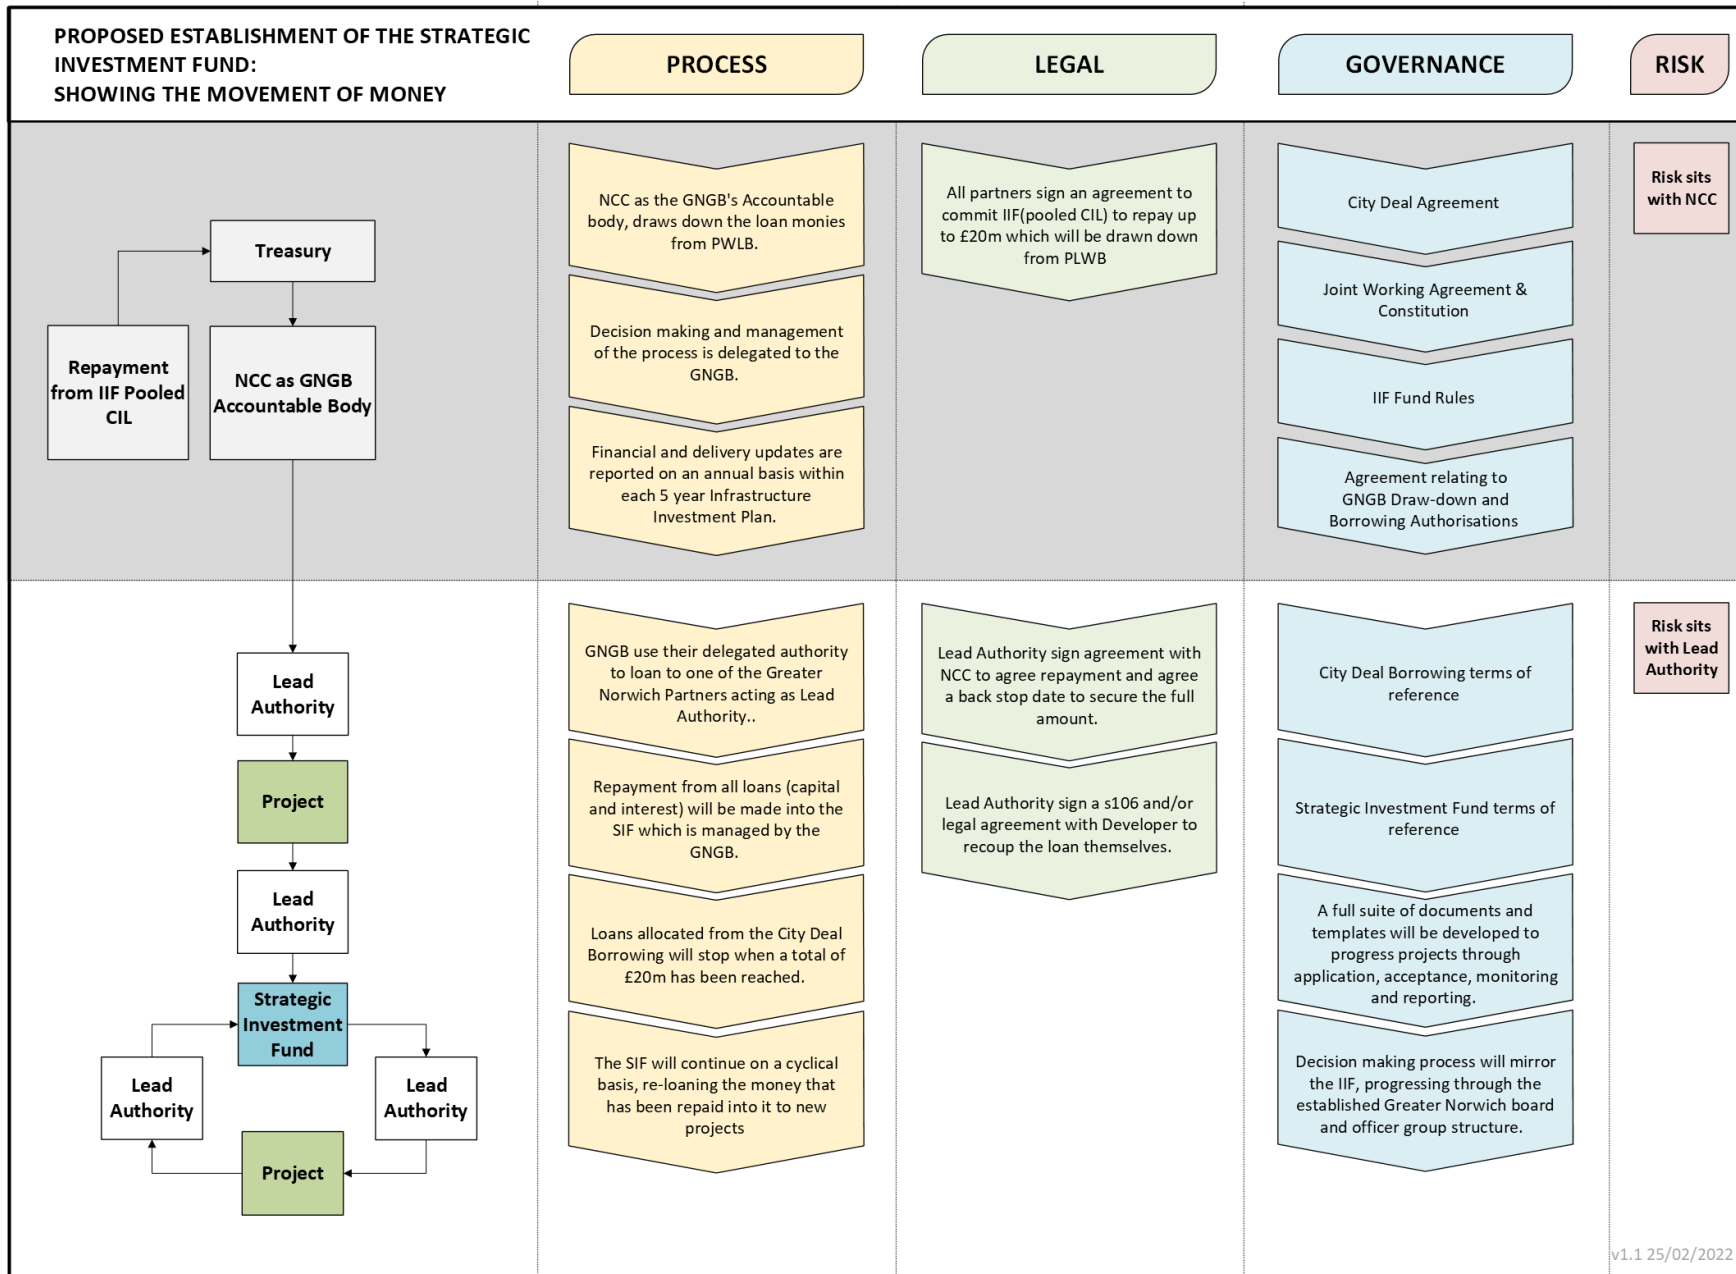 PROPOSED ESTABLISHMENT OF THE STRATEGIC
INVESTMENT FUND:
SHOWING THE MOVEMENT OF MONEY
PROCESS
LEGAL
GOVERNANCE
RISK
Treasury
Repayment
from IIF Pooled
CIL
NCC as GNGB
Accountable Body
NCC as the GNGB's Accountable
body, draws down the loan monies
from PWLB.
Decision making and management
of the process is delegated to the
GNGB.
Financial and delivery updates are
reported on an annual basis within
each 5 year Infrastructure
Investment Plan.
All partners sign an agreement to
commit IIF(pooled CIL) to repay up
to £20m which will be drawn down
from PLWB
City Deal Agreement
Joint Working Agreement &
Constitution
IIF Fund Rules
Agreement relating to
GNGB Draw-down and
Borrowing Authorisations
Risk sits
with NCC
Lead
Authority
Project
Lead
Authority
Strategic
Investment
Fund
Lead
Authority
Lead
Authority
Project
GNGB use their delegated authority
to loan to one of the Greater
Norwich Partners acting as Lead
Authority..
Repayment from all loans (capital
and interest) will be made into the
SIF which is managed by the
GNGB.
Loans allocated from the City Deal
Borrowing will stop when a total of
£20m has been reached.
The SIF will continue on a cyclical
basis, re-loaning the money that
has been repaid into it to new
projects
Lead Authority sign agreement with
NCC to agree repayment and agree
a back stop date to secure the full
amount.
Lead Authority sign a s106 and/or
legal agreement with Developer to
recoup the loan themselves.
City Deal Borrowing terms of
reference
Strategic Investment Fund terms of
reference
A full suite of documents and
templates will be developed to
progress projects through
application, acceptance, monitoring
and reporting.
Decision making process will mirror
the IIF, progressing through the
established Greater Norwich board
and officer group structure.
Risk sits
with Lead
Authority
v1.1 25/02/2022